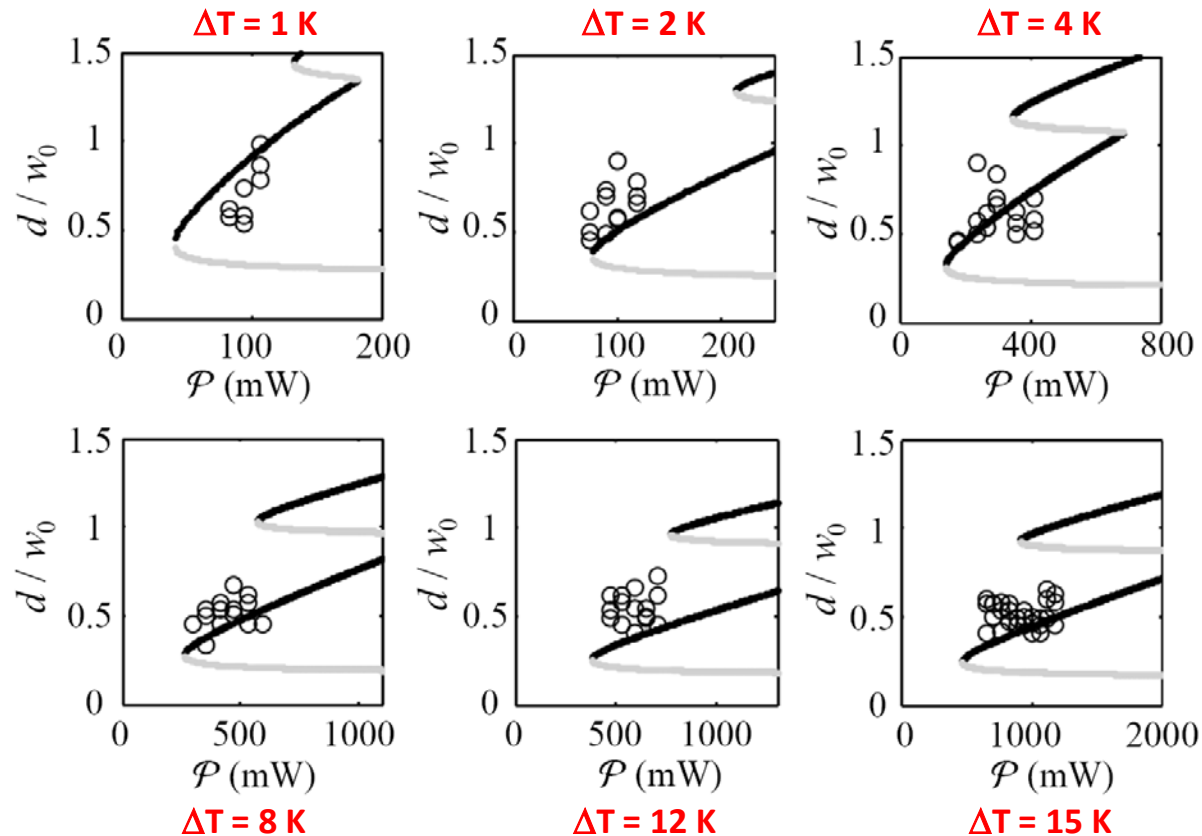 ΔT = 1 K
ΔT = 2 K
ΔT = 4 K
1.5
1
0.5
0
d / w₀
0
100
200
𝒫 (mW)
1.5
1
0.5
0
d / w₀
0
100
200
𝒫 (mW)
1.5
1
0.5
0
d / w₀
0
400
800
𝒫 (mW)
1.5
1
0.5
0
d / w₀
0
500
1000
𝒫 (mW)
1.5
1
0.5
0
d / w₀
0
500
1000
𝒫 (mW)
1.5
1
0.5
0
d / w₀
0
1000
2000
𝒫 (mW)
ΔT = 8 K
ΔT = 12 K
ΔT = 15 K